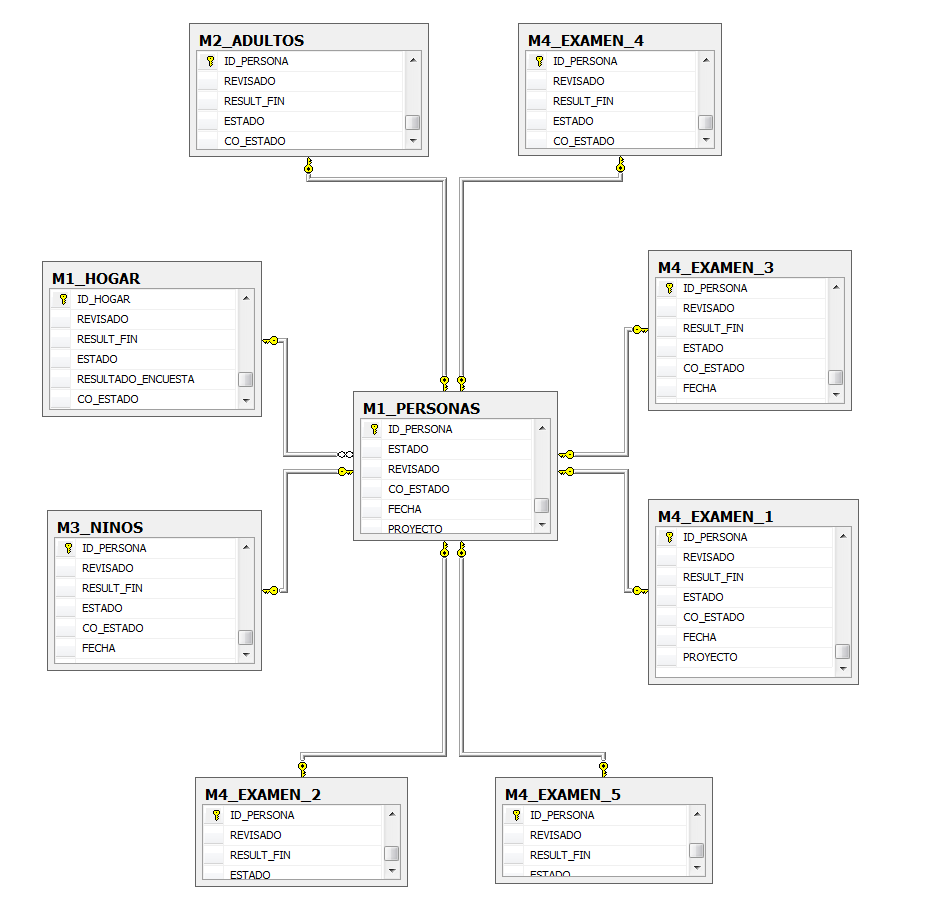 M2_ADULTOS
ID_PERSONA
REVISADO
RESULT_FIN
ESTADO
CO_ESTADO
M4_EXAMEN_4
ID_PERSONA
REVISADO
RESULT_FIN
ESTADO
CO_ESTADO
M1_HOGAR
ID_HOGAR
REVISADO
RESULT_FIN
ESTADO
RESULTADO_ENCUESTA
CO_ESTADO
M4_EXAMEN_3
ID_PERSONA
REVISADO
RESULT_FIN
ESTADO
CO_ESTADO
FECHA
M1_PERSONAS
ID_PERSONA
ESTADO
REVISADO
CO_ESTADO
FECHA
PROYECTO
M3_NINOS
ID_PERSONA
REVISADO
RESULT_FIN
ESTADO
CO_ESTADO
FECHA
M4_EXAMEN_1
ID_PERSONA
REVISADO
RESULT_FIN
ESTADO
CO_ESTADO
FECHA
PROYECTO
M4_EXAMEN_2
ID_PERSONA
REVISADO
RESULT_FIN
ESTADO
M4_EXAMEN_5
ID_PERSONA
REVISADO
RESULT_FIN
ESTADO